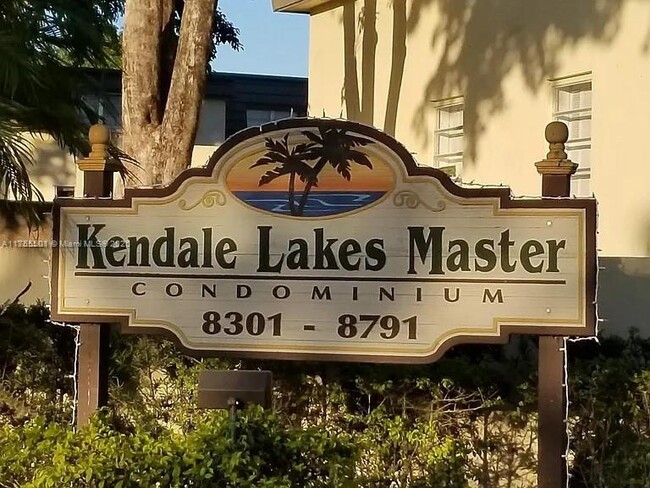 Kendale Lakes Master
CONDOMINIUM
8301 - 8791